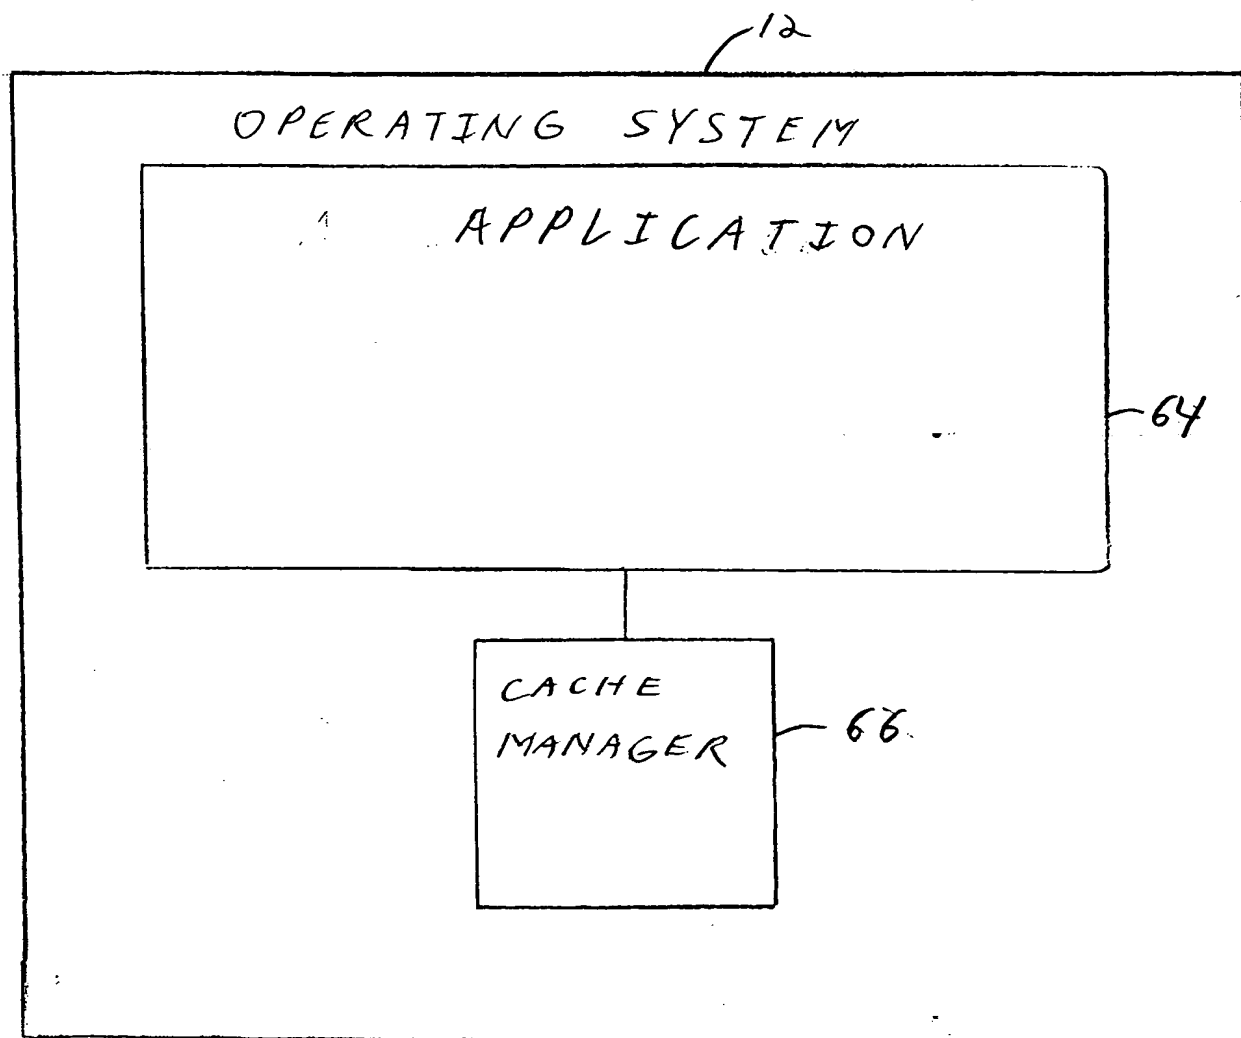 12
OPERATING SYSTEM
APPLICATION
64
CACHE
MANAGER
66